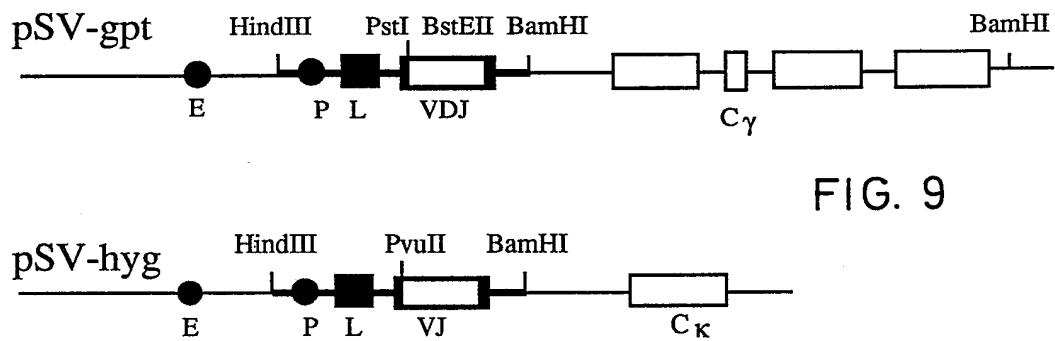 pSV-gpt
HindIII PstI BstEII BamHI BamHI
E P L VDJ Cγ
FIG. 9
pSV-hyg
HindIII PvuII BamHI
E P L VJ Cκ